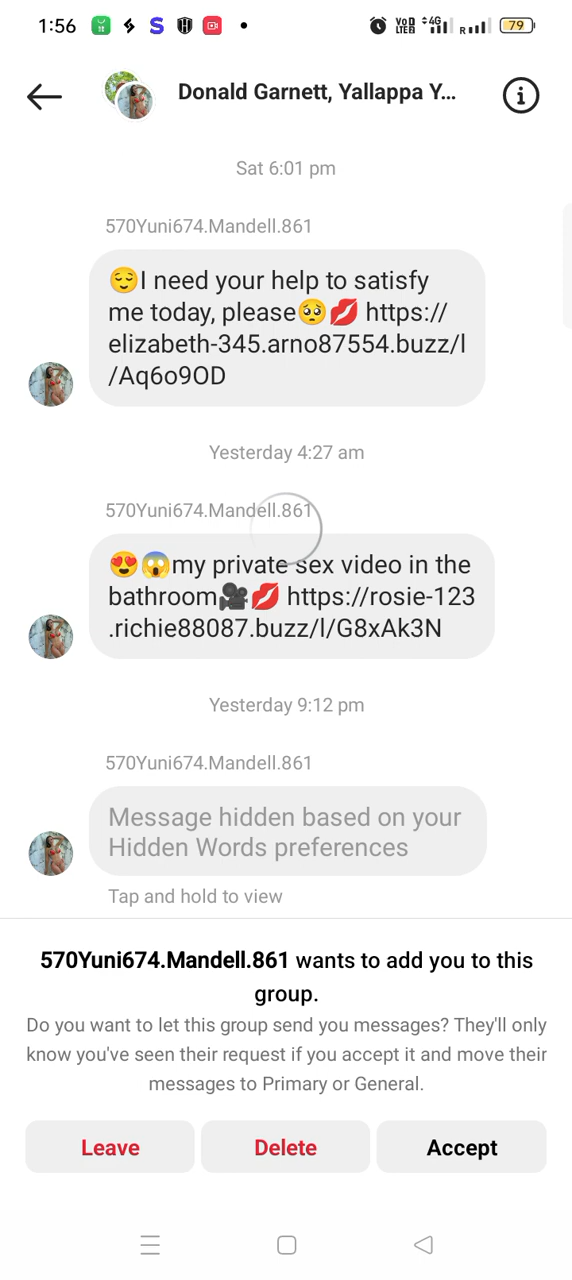 1:56
VoD LTE2 4G R 79
Donald Garnett, Yallappa Y...
Sat 6:01 pm
570Yuni674.Mandell.861
😌I need your help to satisfy
me today, please🥺💋 https://
elizabeth-345.arno87554.buzz/l
/Aq6o9OD
Yesterday 4:27 am
570Yuni674.Mandell.861
😍😱my private sex video in the
bathroom🎥💋 https://rosie-123
.richie88087.buzz/l/G8xAk3N
Yesterday 9:12 pm
570Yuni674.Mandell.861
Message hidden based on your
Hidden Words preferences
Tap and hold to view
570Yuni674.Mandell.861 wants to add you to this
group.
Do you want to let this group send you messages? They'll only
know you've seen their request if you accept it and move their
messages to Primary or General.
Leave Delete Accept